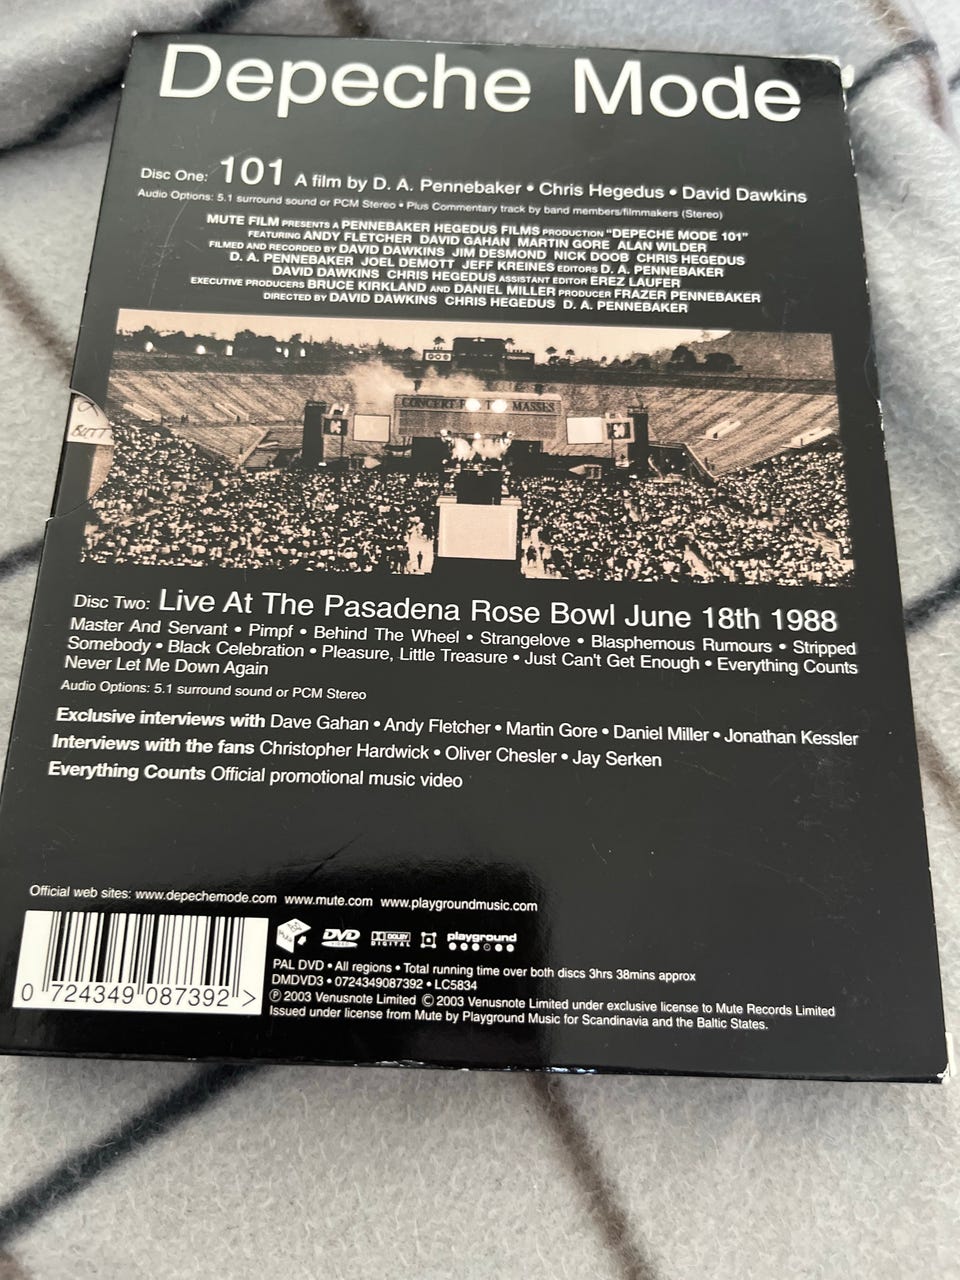 Depeche Mode
Disc One: 101 A film by D. A. Pennebaker • Chris Hegedus • David Dawkins
Audio Options: 5.1 surround sound or PCM Stereo • Plus Commentary track by band members/filmmakers (Stereo)
MUTE FILM PRESENTS A PENNEBAKER HEGEDUS FILMS PRODUCTION "DEPECHE MODE 101"
FEATURING ANDY FLETCHER DAVID GAHAN MARTIN GORE ALAN WILDER
FILMED AND RECORDED BY DAVID DAWKINS JIM DESMOND NICK DOOB CHRIS HEGEDUS
D. A. PENNEBAKER JOEL DEMOTT JEFF KREINES EDITORS D. A. PENNEBAKER
DAVID DAWKINS CHRIS HEGEDUS ASSISTANT EDITOR EREZ LAUFER
EXECUTIVE PRODUCERS BRUCE KIRKLAND AND DANIEL MILLER PRODUCER FRAZER PENNEBAKER
DIRECTED BY DAVID DAWKINS CHRIS HEGEDUS D. A. PENNEBAKER
CONCERT MASSES
BUTT
Disc Two: Live At The Pasadena Rose Bowl June 18th 1988
Master And Servant • Pimpf • Behind The Wheel • Strangelove • Blasphemous Rumours • Stripped
Somebody • Black Celebration • Pleasure, Little Treasure • Just Can't Get Enough • Everything Counts
Never Let Me Down Again
Audio Options: 5.1 surround sound or PCM Stereo
Exclusive interviews with Dave Gahan • Andy Fletcher • Martin Gore • Daniel Miller • Jonathan Kessler
Interviews with the fans Christopher Hardwick • Oliver Chesler • Jay Serken
Everything Counts Official promotional music video
Official web sites: www.depechemode.com www.mute.com www.playgroundmusic.com
DVD VIDEO DOLBY DIGITAL playground
0 724349 087392 >
PAL DVD • All regions • Total running time over both discs 3hrs 38mins approx
DMDVD3 • 0724349087392 • LC5834
℗ 2003 Venusnote Limited © 2003 Venusnote Limited under exclusive license to Mute Records Limited
Issued under license from Mute by Playground Music for Scandinavia and the Baltic States.